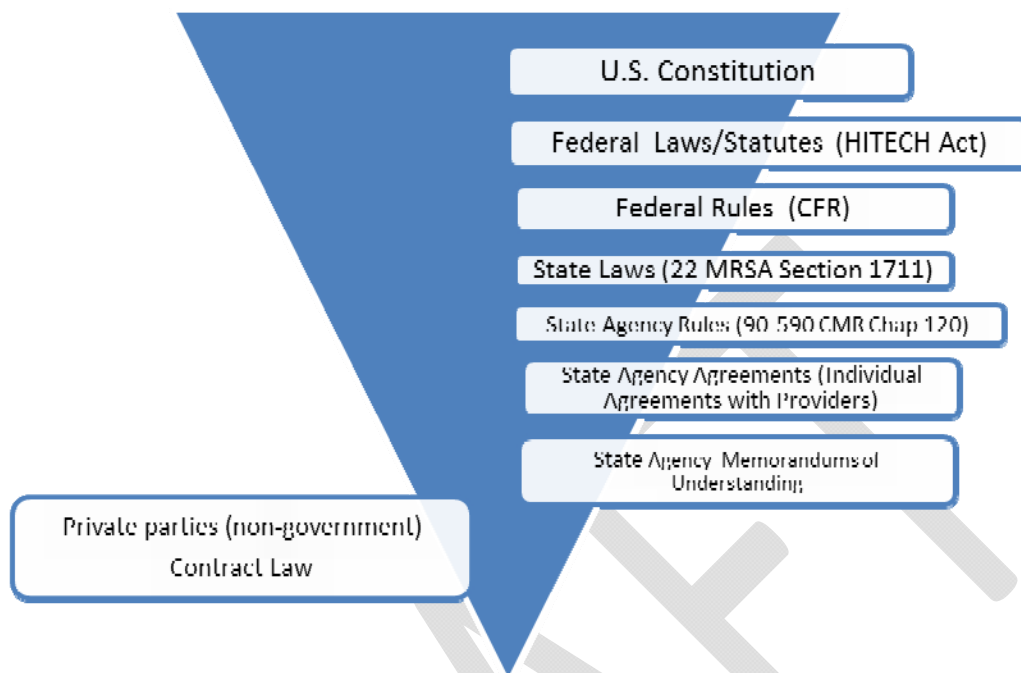 U.S. Constitution
Federal Laws/Statutes (HITECH Act)
Federal Rules (CFR)
State Laws (22 MRSA Section 1711)
State Agency Rules (90-590 CMR Chap 120)
State Agency Agreements (Individual
Agreements with Providers)
State Agency Memorandums of
Understanding
Private parties (non-government)
Contract Law